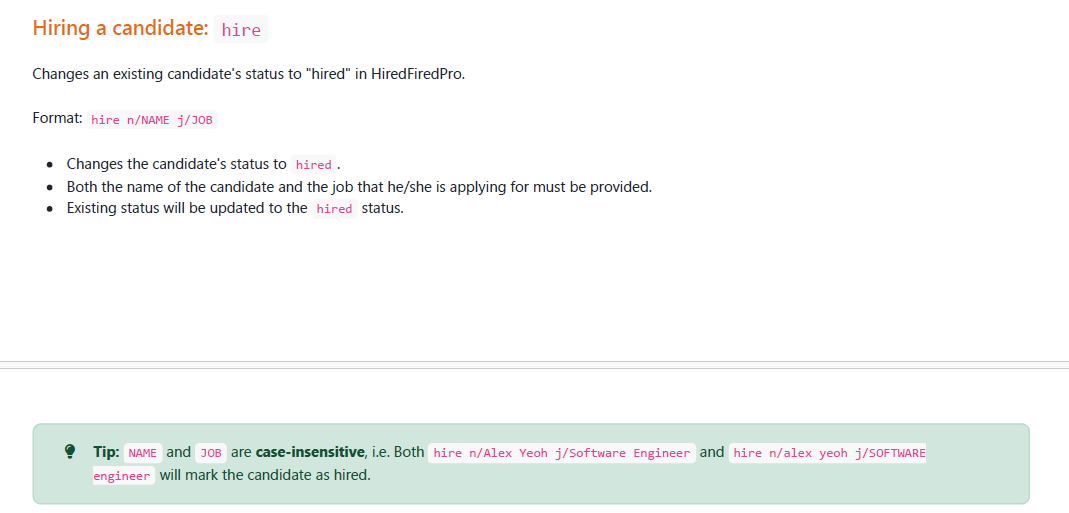 Hiring a candidate: hire
Changes an existing candidate's status to "hired" in HiredFiredPro.
Format: hire n/NAME j/JOB
Changes the candidate's status to hired .
Both the name of the candidate and the job that he/she is applying for must be provided.
Existing status will be updated to the hired status.
Tip: NAME and JOB are case-insensitive, i.e. Both hire n/Alex Yeoh j/Software Engineer and hire n/alex yeoh j/SOFTWARE
engineer will mark the candidate as hired.